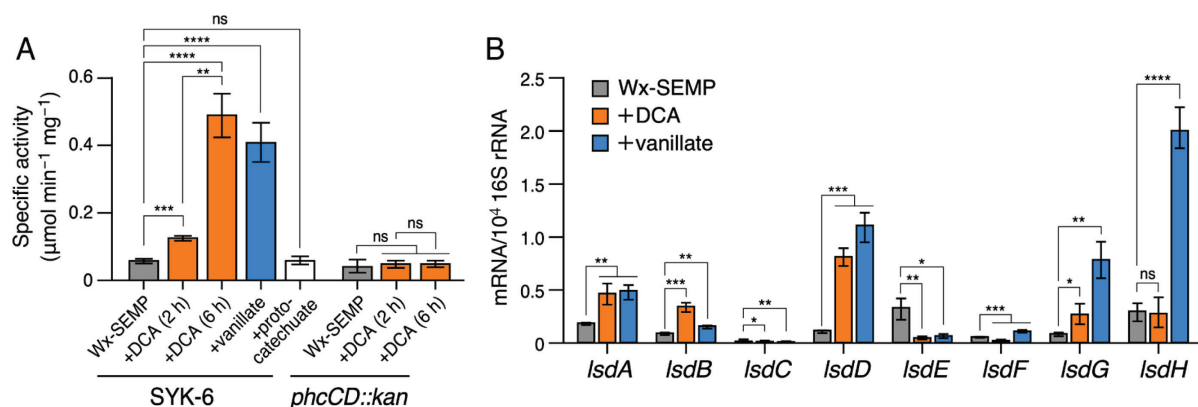 A
ns
****
****
**
***
ns
ns
0.6
0.4
0.2
0
Specific activity
(μmol min⁻¹ mg⁻¹)
Wx-SEMP
+DCA (2 h)
+DCA (6 h)
+vanillate
+proto-
catechuate
Wx-SEMP
+DCA (2 h)
+DCA (6 h)
SYK-6
phcCD::kan
B
Wx-SEMP
+DCA
+vanillate
2.5
2.0
1.5
1.0
0.5
0
mRNA/10⁴ 16S rRNA
**
**
***
**
*
***
*
**
***
**
*
****
ns
lsdA
lsdB
lsdC
lsdD
lsdE
lsdF
lsdG
lsdH